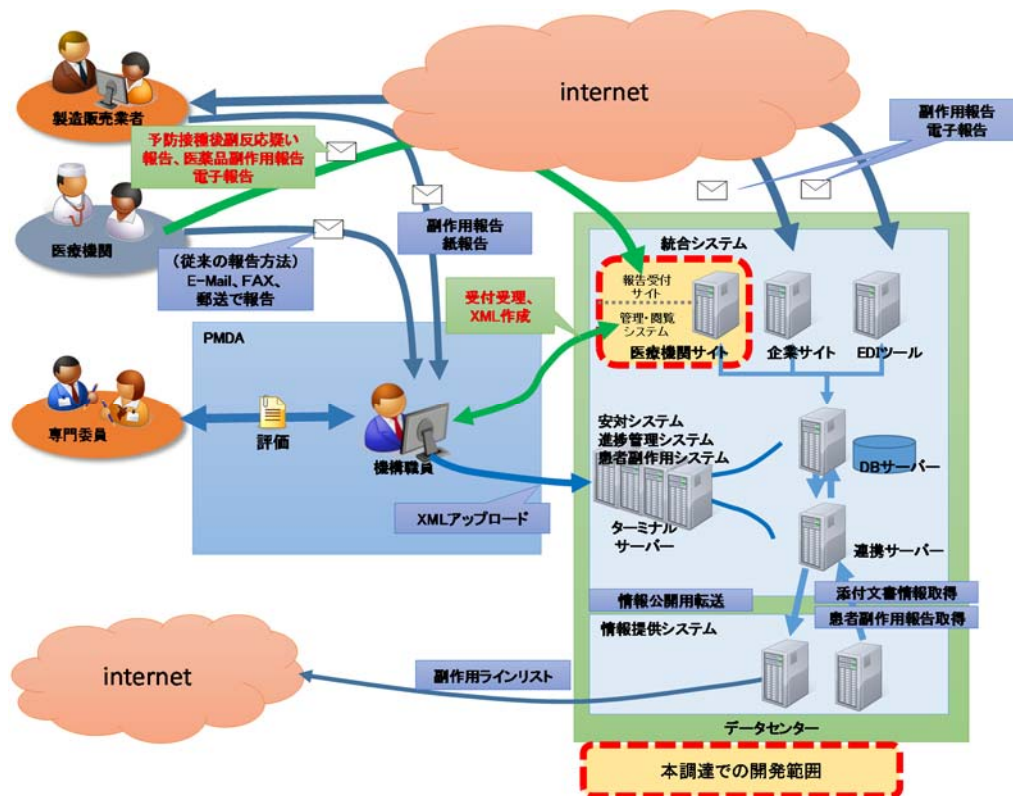 internet
製造販売業者
副作用報告
電子報告
予防接種後副反応疑い
報告、医薬品副作用報告
電子報告
医療機関
副作用報告
紙報告
(従来の報告方法)
E-Mail、FAX、
郵送で報告
統合システム
報告受付
サイト
管理・閲覧
システム
医療機関サイト
企業サイト
EDIツール
受付受理、
XML作成
PMDA
専門委員
評価
機構職員
安対システム
進捗管理システム
患者副作用システム
DBサーバー
XMLアップロード
ターミナル
サーバー
連携サーバー
情報公開用転送
添付文書情報取得
患者副作用報告取得
情報提供システム
internet
副作用ラインリスト
データセンター
本調達での開発範囲